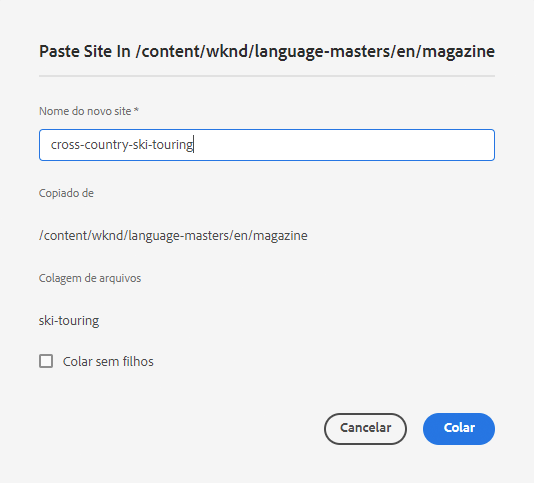 Paste Site In /content/wknd/language-masters/en/magazine
Nome do novo site *
cross-country-ski-touring
Copiado de
/content/wknd/language-masters/en/magazine
Colagem de arquivos
ski-touring
Colar sem filhos
Cancelar
Colar